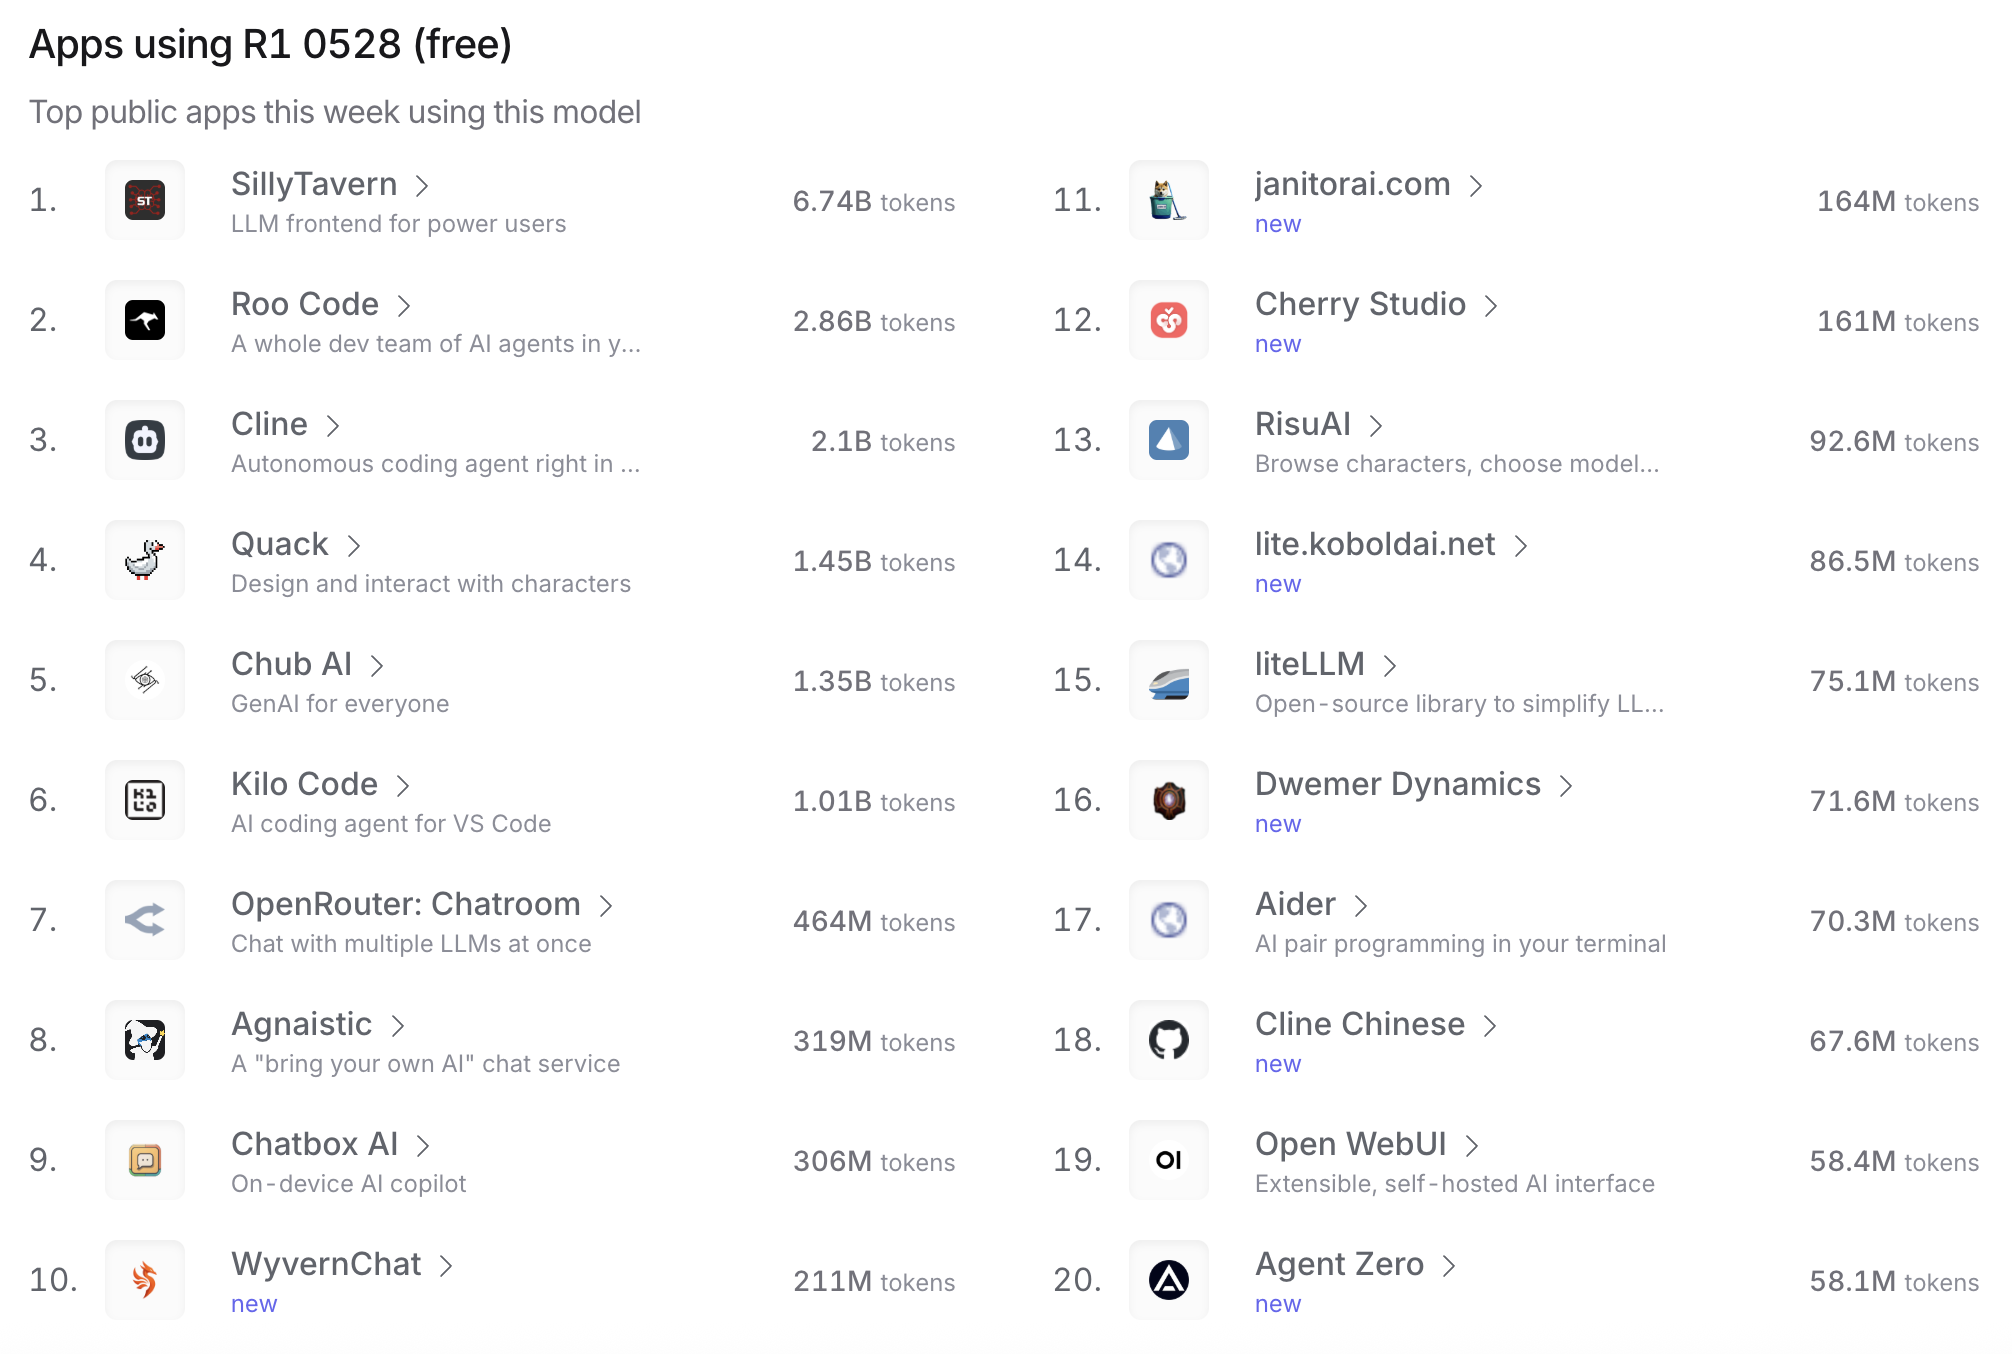 Apps using R1 0528 (free)
Top public apps this week using this model
1.
ST
SillyTavern
LLM frontend for power users
6.74B tokens
2.
Roo Code
A whole dev team of AI agents in y...
2.86B tokens
3.
Cline
Autonomous coding agent right in ...
2.1B tokens
4.
Quack
Design and interact with characters
1.45B tokens
5.
Chub AI
GenAI for everyone
1.35B tokens
6.
KILO
Kilo Code
AI coding agent for VS Code
1.01B tokens
7.
OpenRouter: Chatroom
Chat with multiple LLMs at once
464M tokens
8.
Agnaistic
A "bring your own AI" chat service
319M tokens
9.
Chatbox AI
On-device AI copilot
306M tokens
10.
WyvernChat
new
211M tokens
11.
janitorai.com
new
164M tokens
12.
Cherry Studio
new
161M tokens
13.
RisuAI
Browse characters, choose model...
92.6M tokens
14.
lite.koboldai.net
new
86.5M tokens
15.
liteLLM
Open-source library to simplify LL...
75.1M tokens
16.
Dwemer Dynamics
new
71.6M tokens
17.
Aider
AI pair programming in your terminal
70.3M tokens
18.
Cline Chinese
new
67.6M tokens
19.
OI
Open WebUI
Extensible, self-hosted AI interface
58.4M tokens
20.
Agent Zero
new
58.1M tokens